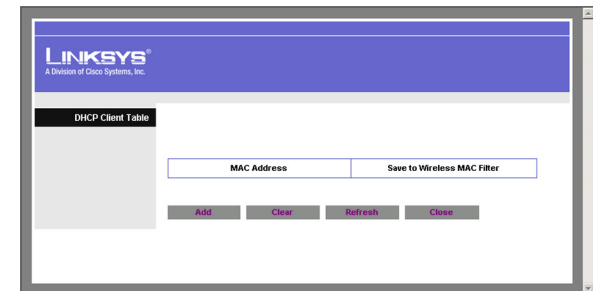 LINKSYS®
A Division of Cisco Systems, Inc.
DHCP Client Table
MAC Address Save to Wireless MAC Filter
Add Clear Refresh Close